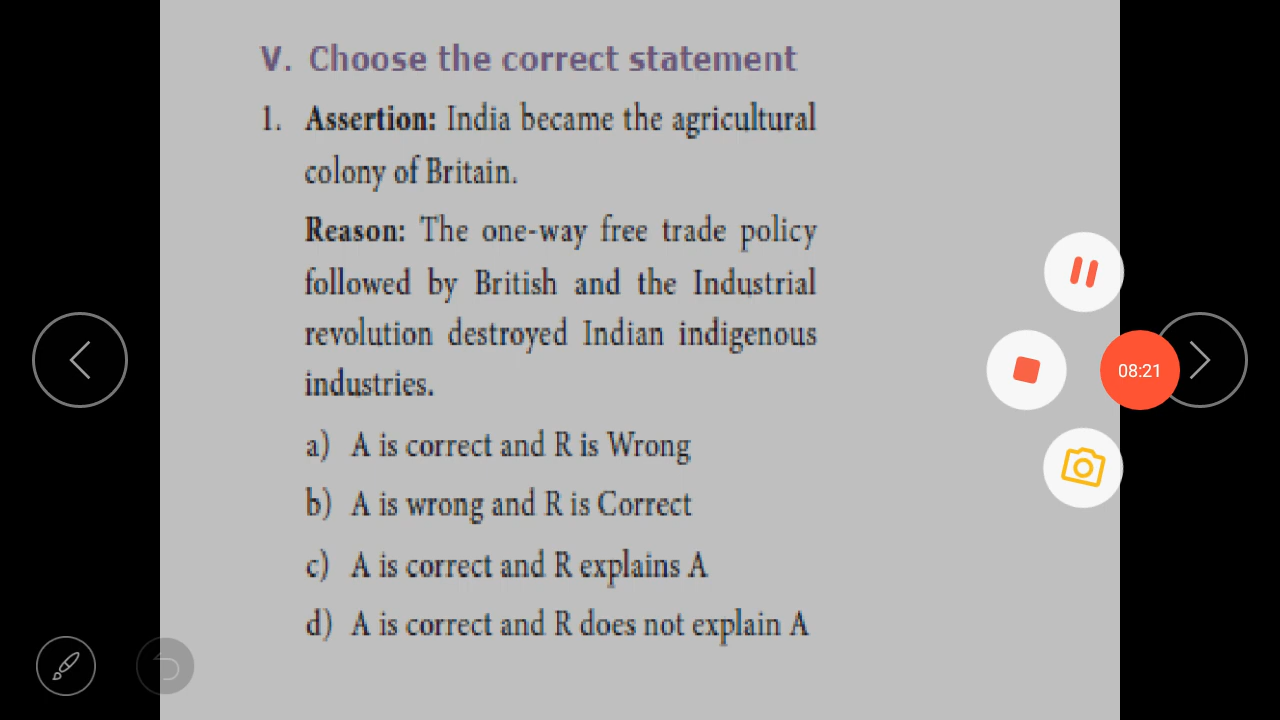 V. Choose the correct statement
1. Assertion: India became the agricultural
colony of Britain.
Reason: The one-way free trade policy
followed by British and the Industrial
revolution destroyed Indian indigenous
industries.
a) A is correct and R is Wrong
b) A is wrong and R is Correct
c) A is correct and R explains A
d) A is correct and R does not explain A
08:21